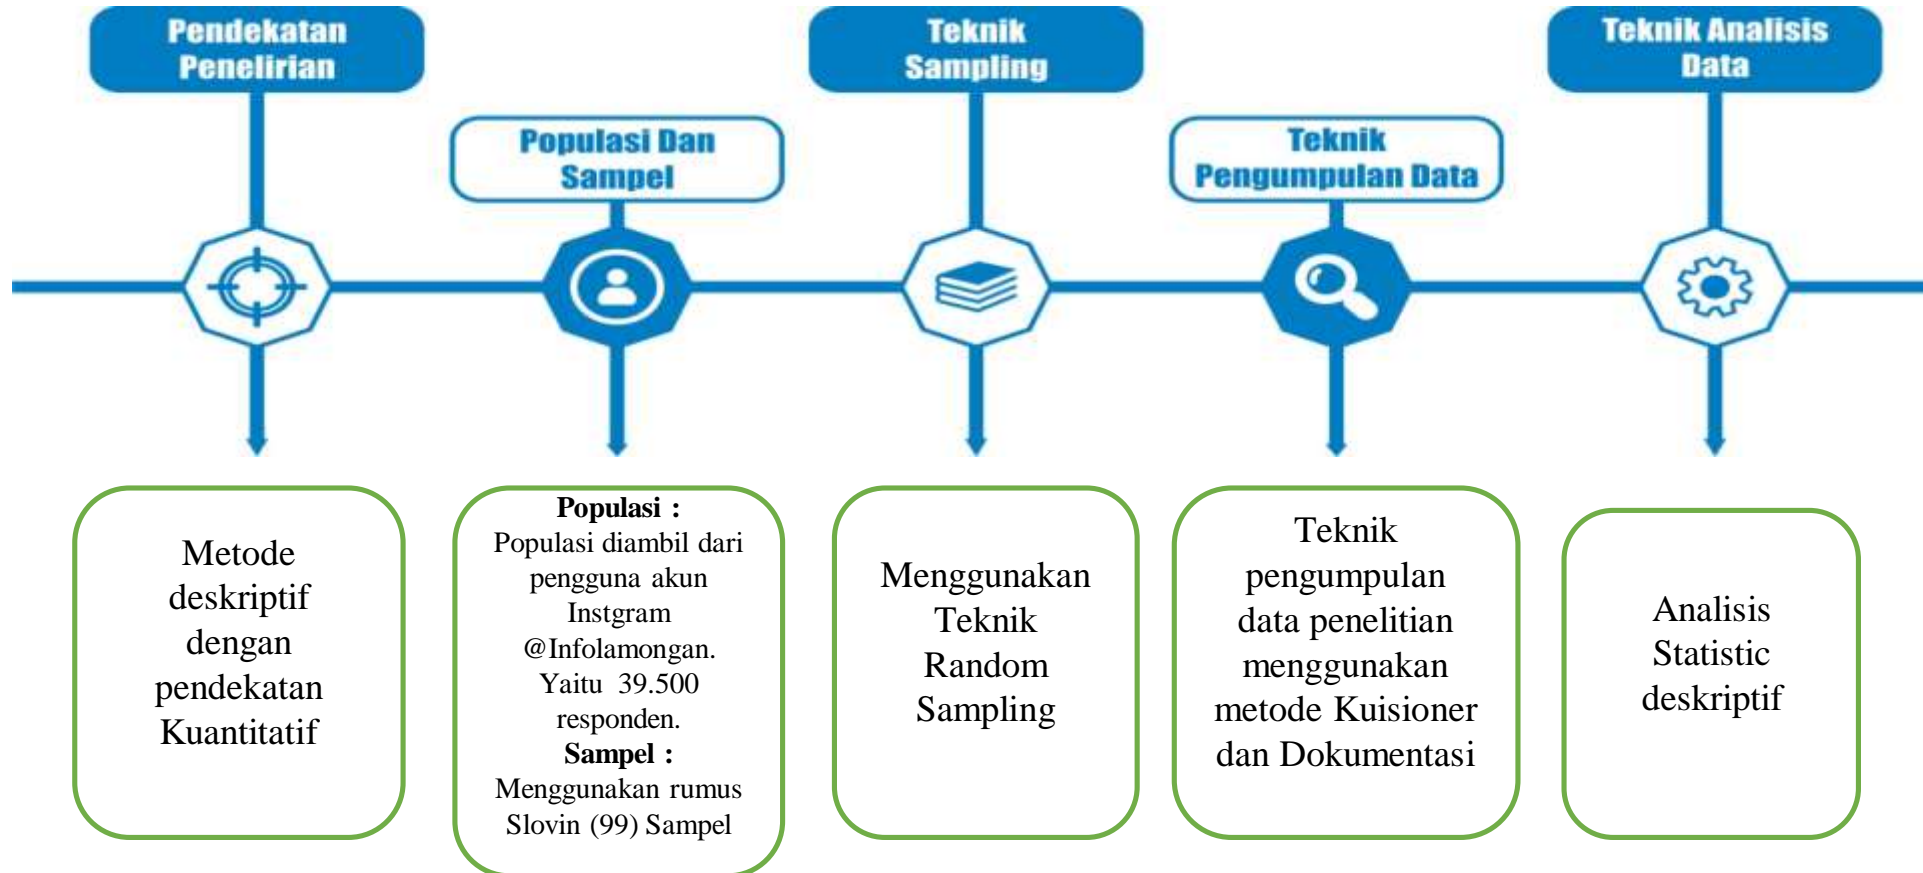 Pendekatan
Penelirian
Populasi Dan
Sampel
Teknik
Sampling
Teknik
Pengumpulan Data
Teknik Analisis
Data
Metode
deskriptif
dengan
pendekatan
Kuantitatif
Populasi :
Populasi diambil dari
pengguna akun
Instgram
@Infolamongan.
Yaitu 39.500
responden.
Sampel :
Menggunakan rumus
Slovin (99) Sampel
Menggunakan
Teknik
Random
Sampling
Teknik
pengumpulan
data penelitian
menggunakan
metode Kuisioner
dan Dokumentasi
Analisis
Statistic
deskriptif